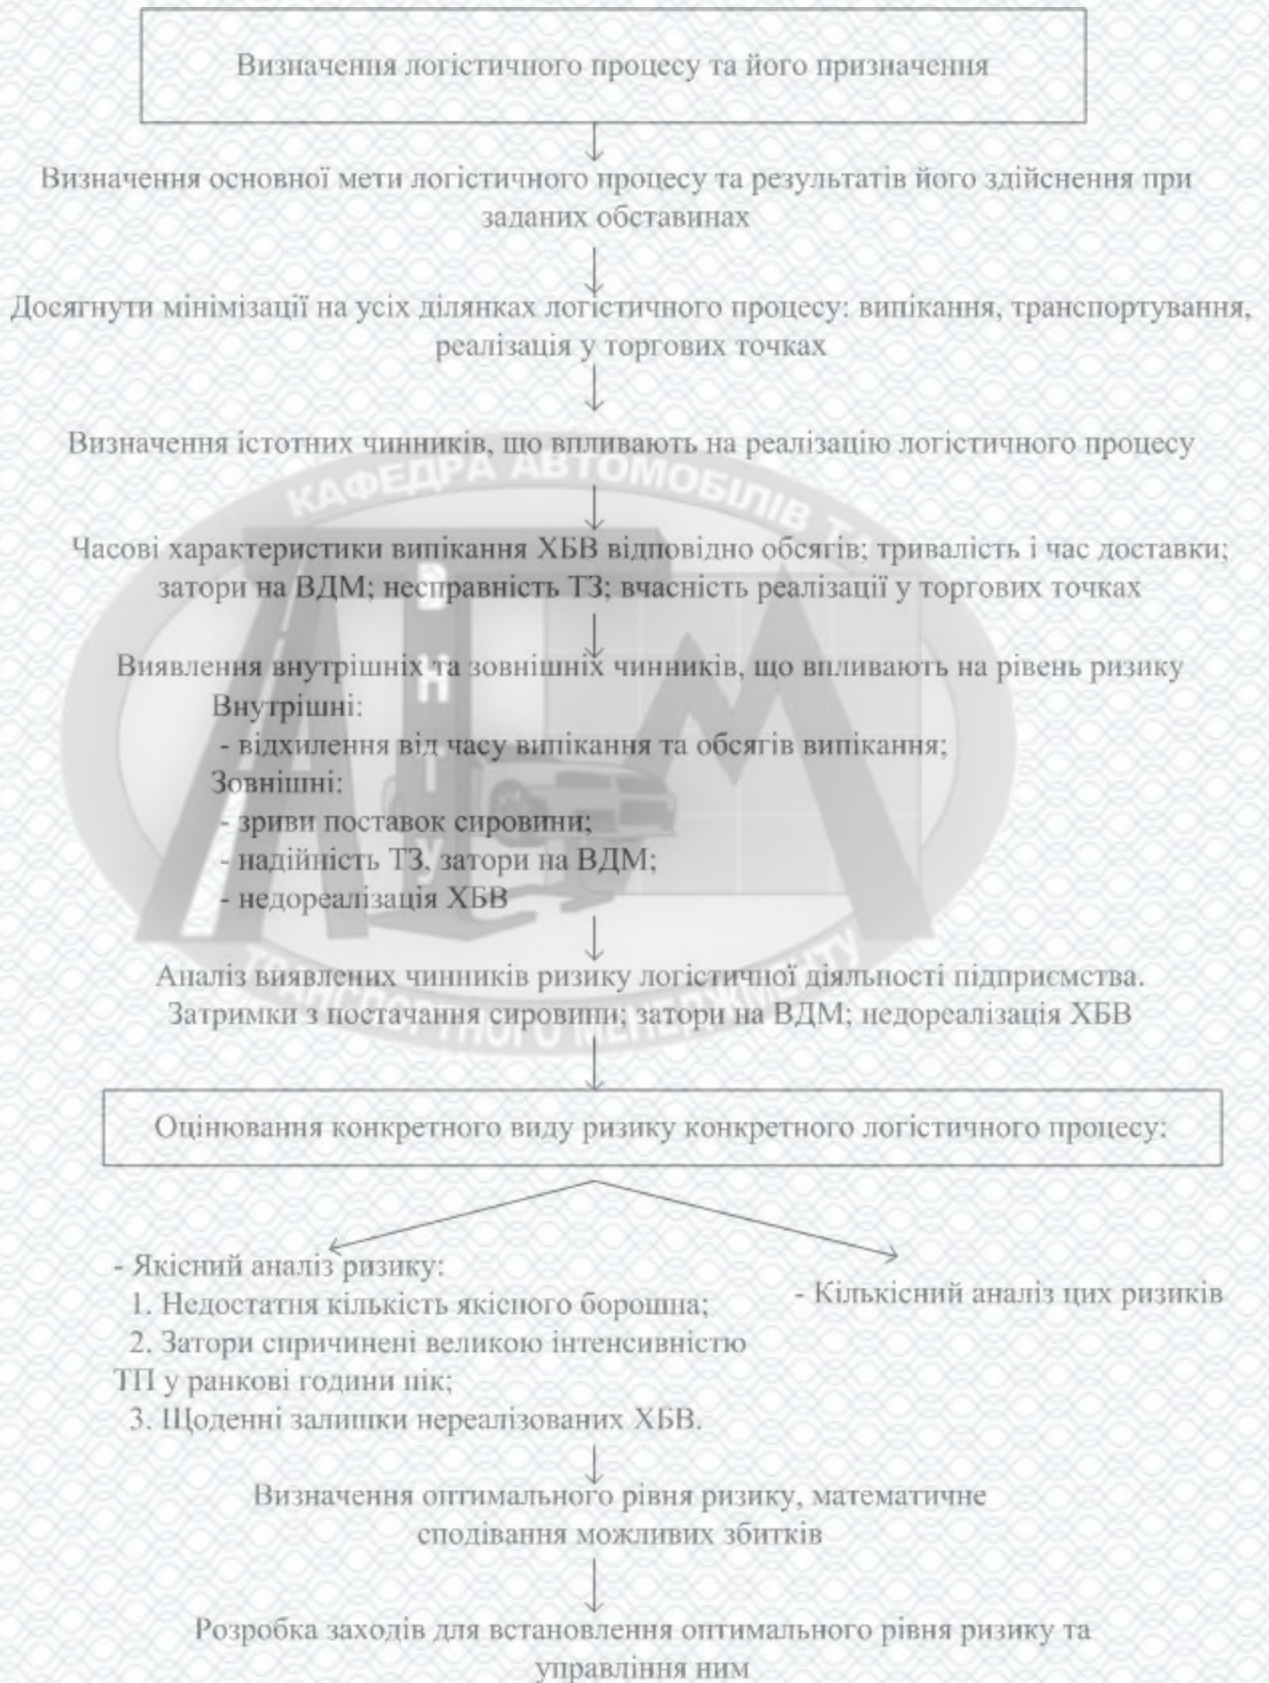 Визначення логістичного процесу та його призначення
Визначення основної мети логістичного процесу та результатів його здійснення при
заданих обставинах
Досягнути мінімізації на усіх ділянках логістичного процесу: випікання, транспортування,
реалізація у торгових точках
Визначення істотних чинників, що впливають на реалізацію логістичного процесу
КАФЕДРА АВТОМОБІЛІВ ТА
Часові характеристики випікання ХБВ відповідно обсягів; тривалість і час доставки;
затори на ВДМ; несправність ТЗ; вчасність реалізації у торгових точках
ВНТУ
Виявлення внутрішніх та зовнішніх чинників, що впливають на рівень ризику
Внутрішні:
- відхилення від часу випікання та обсягів випікання;
Зовнішні:
- зриви поставок сировини;
- надійність ТЗ, затори на ВДМ;
- недореалізація ХБВ
Аналіз виявлених чинників ризику логістичної діяльності підприємства.
Затримки з постачання сировини; затори на ВДМ; недореалізація ХБВ
ТРАНСПОРТНОГО МЕНЕДЖМЕНТУ
Оцінювання конкретного виду ризику конкретного логістичного процесу:
- Якісний аналіз ризику:
1. Недостатня кількість якісного борошна;
2. Затори спричинені великою інтенсивністю
ТП у ранкові години пік;
3. Щоденні залишки нереалізованих ХБВ.
- Кількісний аналіз цих ризиків
Визначення оптимального рівня ризику, математичне
сподівання можливих збитків
Розробка заходів для встановлення оптимального рівня ризику та
управління ним